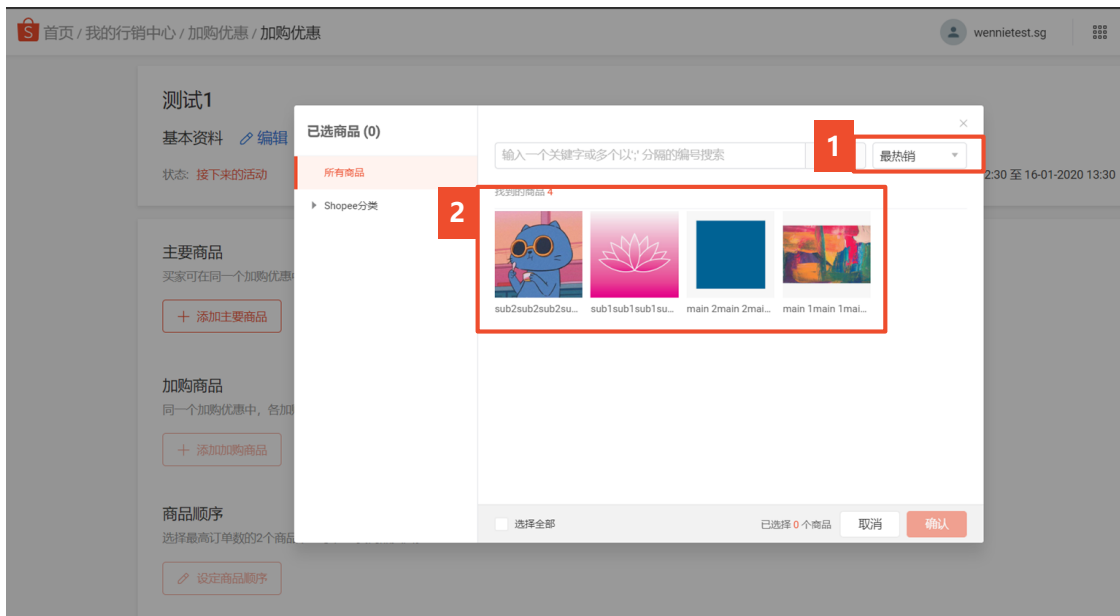 首页 / 我的行销中心 / 加购优惠 / 加购优惠
wennietest.sg
测试1
基本资料 编辑
状态: 接下来的活动
2:30 至 16-01-2020 13:30
主要商品
买家可在同一个加购优惠
+ 添加主要商品
加购商品
同一个加购优惠中，各加
+ 添加加购商品
商品顺序
选择最高订单数的2个商品
设定商品顺序
已选商品 (0)
所有商品
Shopee分类
输入一个关键字或多个以';' 分隔的编号搜索
1
最热销
2
找到的商品 4
sub2sub2sub2su...
sub1sub1sub1su...
main 2main 2mai...
main 1main 1mai...
选择全部
已选择 0 个商品
取消
确认